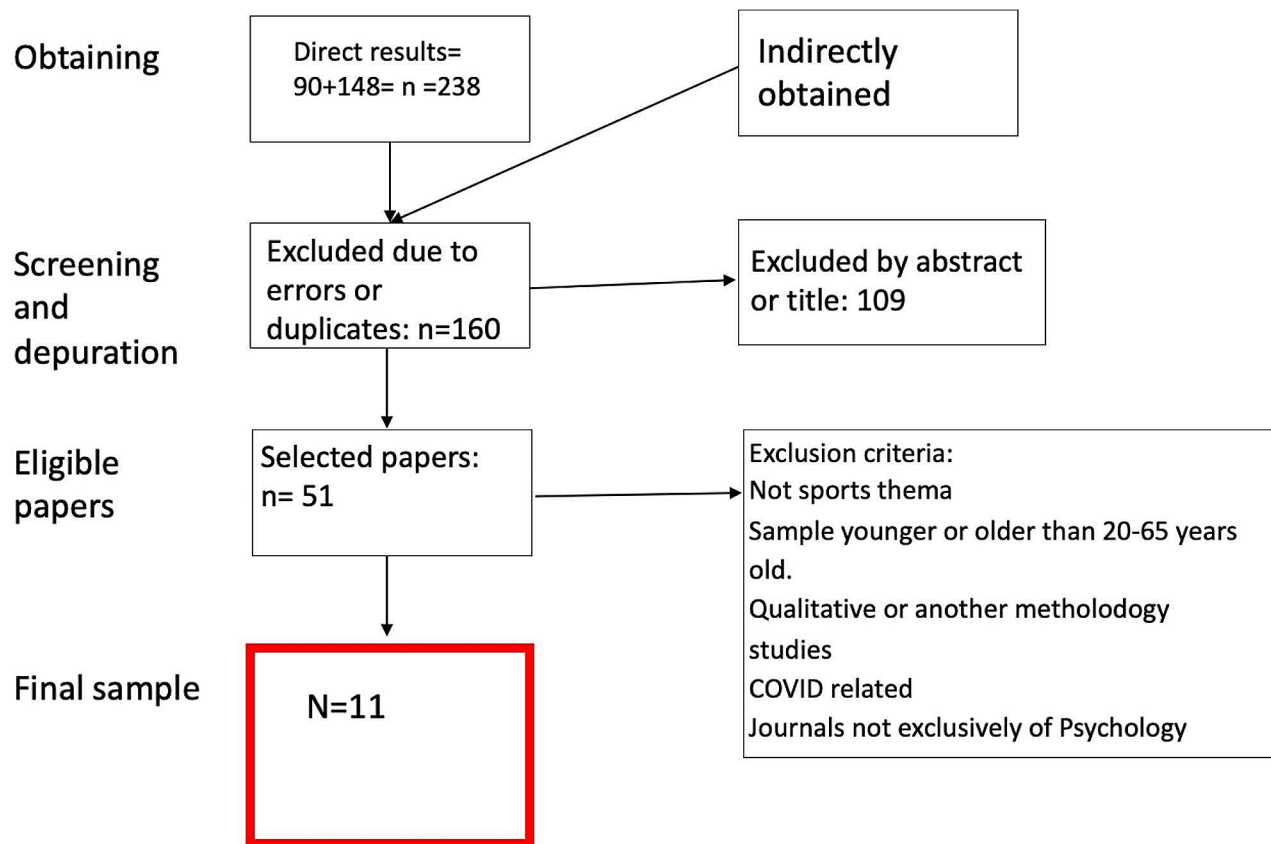 Obtaining
Direct results=
90+148= n =238
Indirectly
obtained
Screening
and
depuration
Excluded due to
errors or
duplicates: n=160
Excluded by abstract
or title: 109
Eligible
papers
Selected papers:
n= 51
Exclusion criteria:
Not sports thema
Sample younger or older than 20-65 years
old.
Qualitative or another metholodogy
studies
COVID related
Journals not exclusively of Psychology
Final sample
N=11